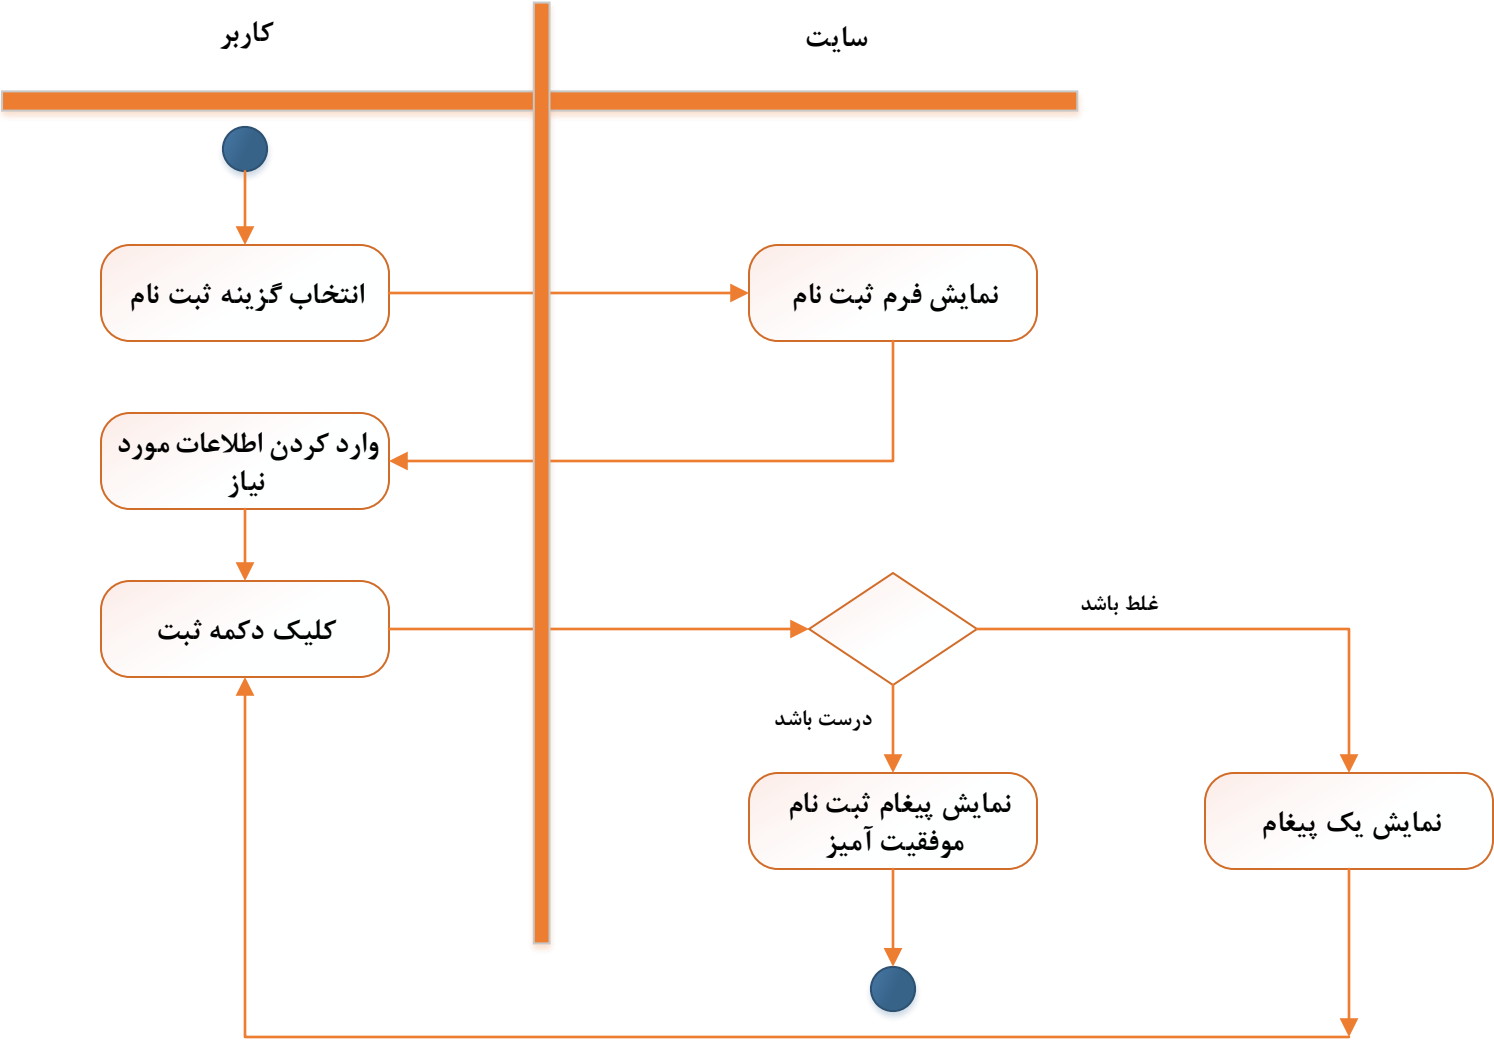 کاربر
سایت
انتخاب گزینه ثبت نام
نمایش فرم ثبت نام
وارد کردن اطلاعات مورد
نیاز
کلیک دکمه ثبت
غلط باشد
درست باشد
نمایش پیغام ثبت نام
موفقیت آمیز
نمایش یک پیغام